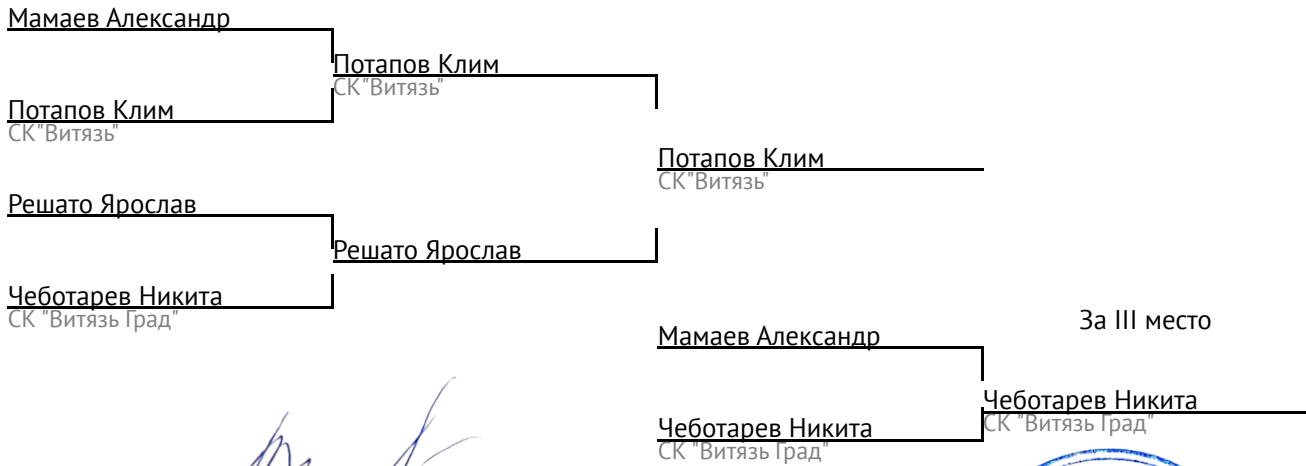 Мамаев Александр
Потапов Клим
СК"Витязь"
Потапов Клим
СК"Витязь"
Потапов Клим
СК"Витязь"
Решато Ярослав
Решато Ярослав
Чеботарев Никита
СК "Витязь Град"
За III место
Мамаев Александр
Чеботарев Никита
СК "Витязь Град"
Чеботарев Никита
СК "Витязь Град"